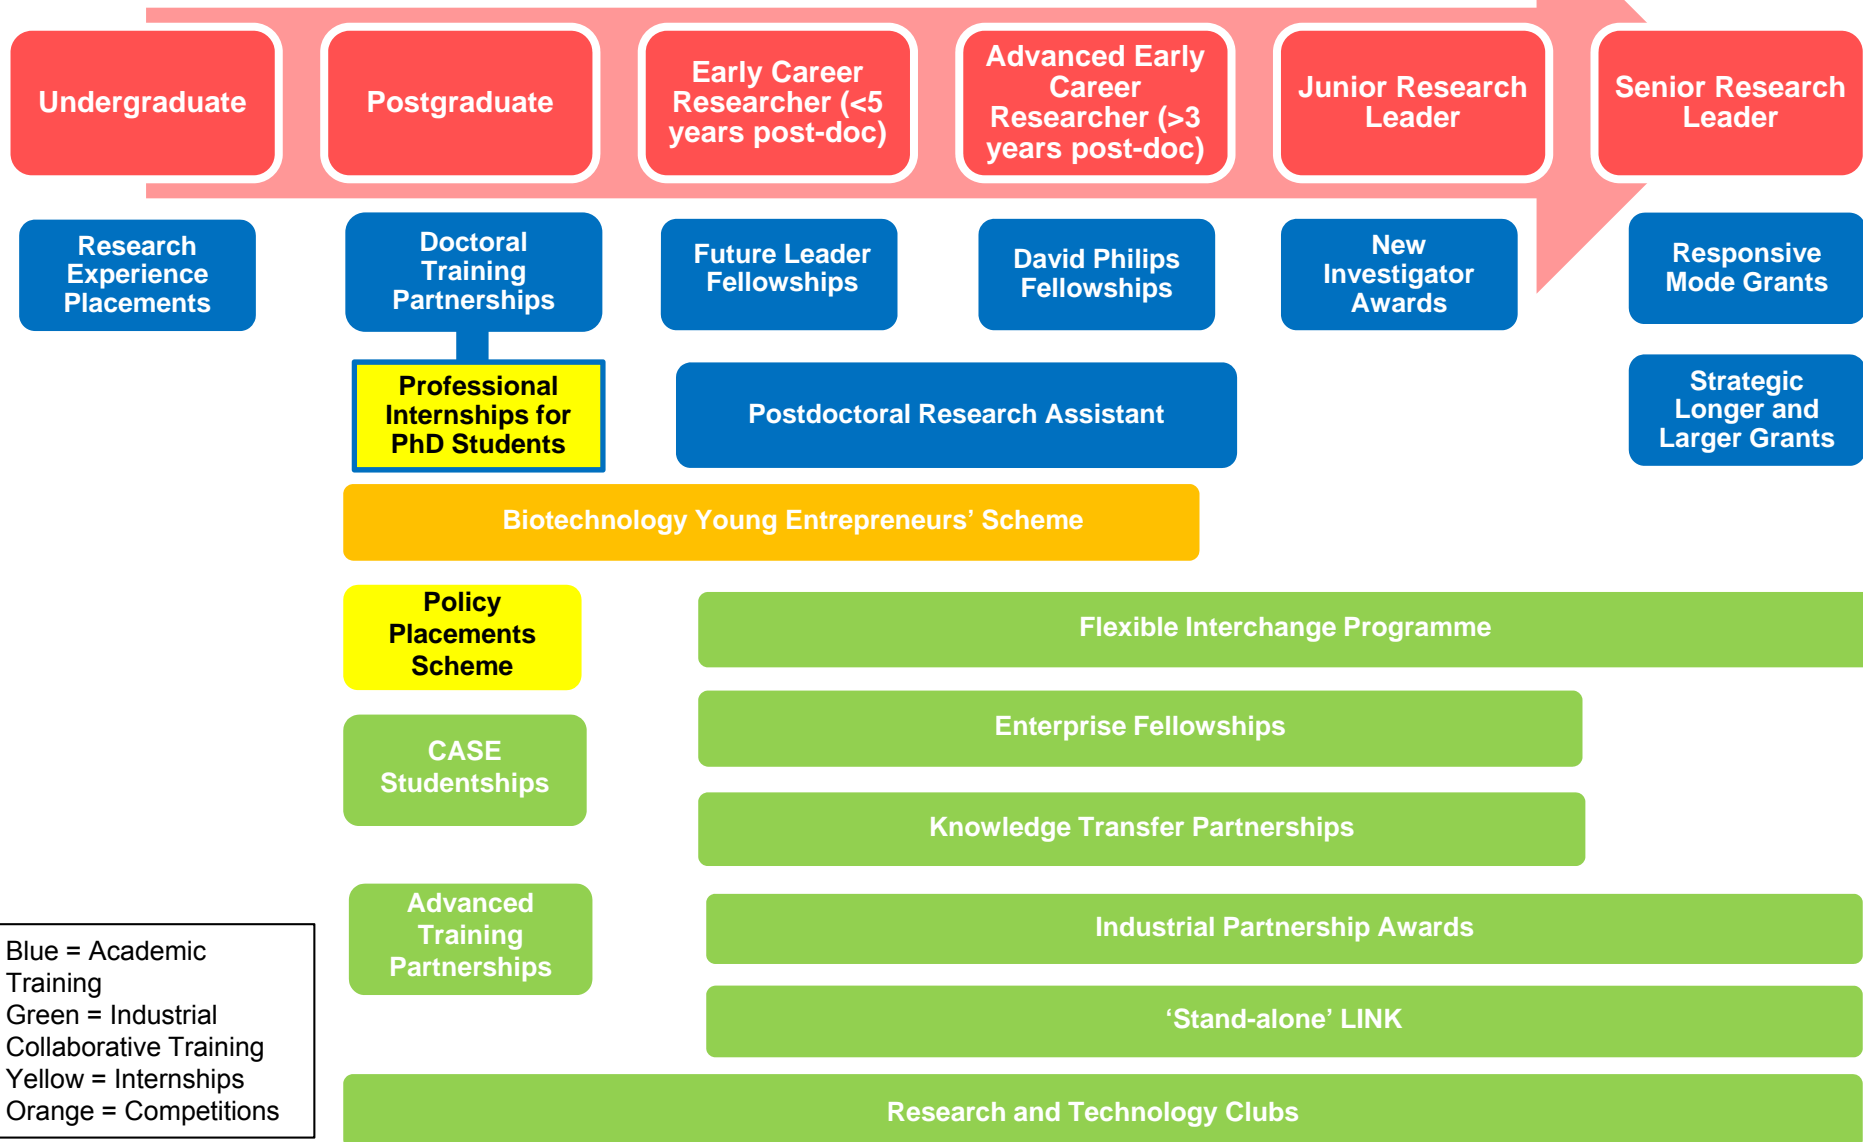 Undergraduate
Postgraduate
Early Career
Researcher (<5
years post-doc)
Advanced Early
Career
Researcher (>3
years post-doc)
Junior Research
Leader
Senior Research
Leader
Research
Experience
Placements
Doctoral
Training
Partnerships
Future Leader
Fellowships
David Philips
Fellowships
New
Investigator
Awards
Responsive
Mode Grants
Professional
Internships for
PhD Students
Postdoctoral Research Assistant
Strategic
Longer and
Larger Grants
Biotechnology Young Entrepreneurs’ Scheme
Policy
Placements
Scheme
Flexible Interchange Programme
CASE
Studentships
Enterprise Fellowships
Knowledge Transfer Partnerships
Advanced
Training
Partnerships
Industrial Partnership Awards
‘Stand-alone’ LINK
Research and Technology Clubs
Blue = Academic
Training
Green = Industrial
Collaborative Training
Yellow = Internships
Orange = Competitions